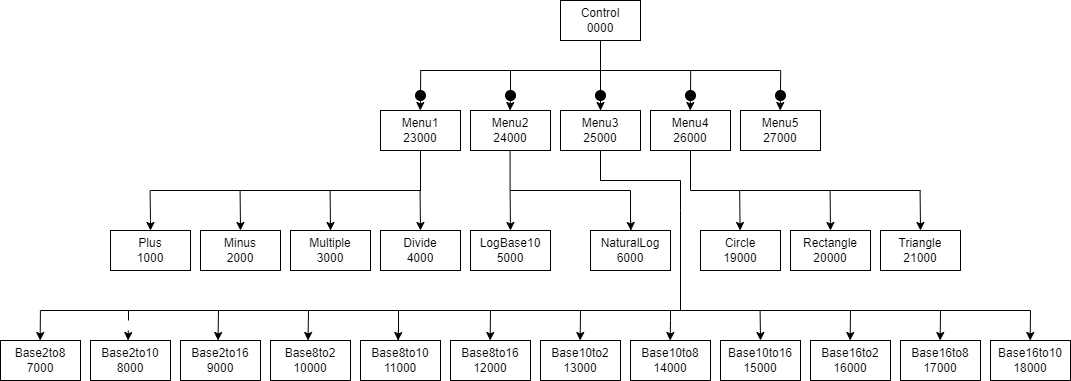 Control
0000
Menu1
23000
Menu2
24000
Menu3
25000
Menu4
26000
Menu5
27000
Plus
1000
Minus
2000
Multiple
3000
Divide
4000
LogBase10
5000
NaturalLog
6000
Circle
19000
Rectangle
20000
Triangle
21000
Base2to8
7000
Base2to10
8000
Base2to16
9000
Base8to2
10000
Base8to10
11000
Base8to16
12000
Base10to2
13000
Base10to8
14000
Base10to16
15000
Base16to2
16000
Base16to8
17000
Base16to10
18000